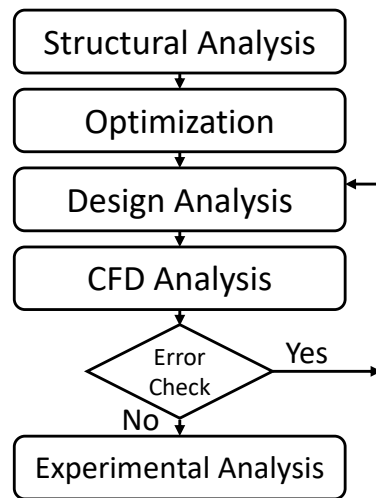 Structural Analysis
Optimization
Design Analysis
CFD Analysis
Error
Check
Yes
No
Experimental Analysis